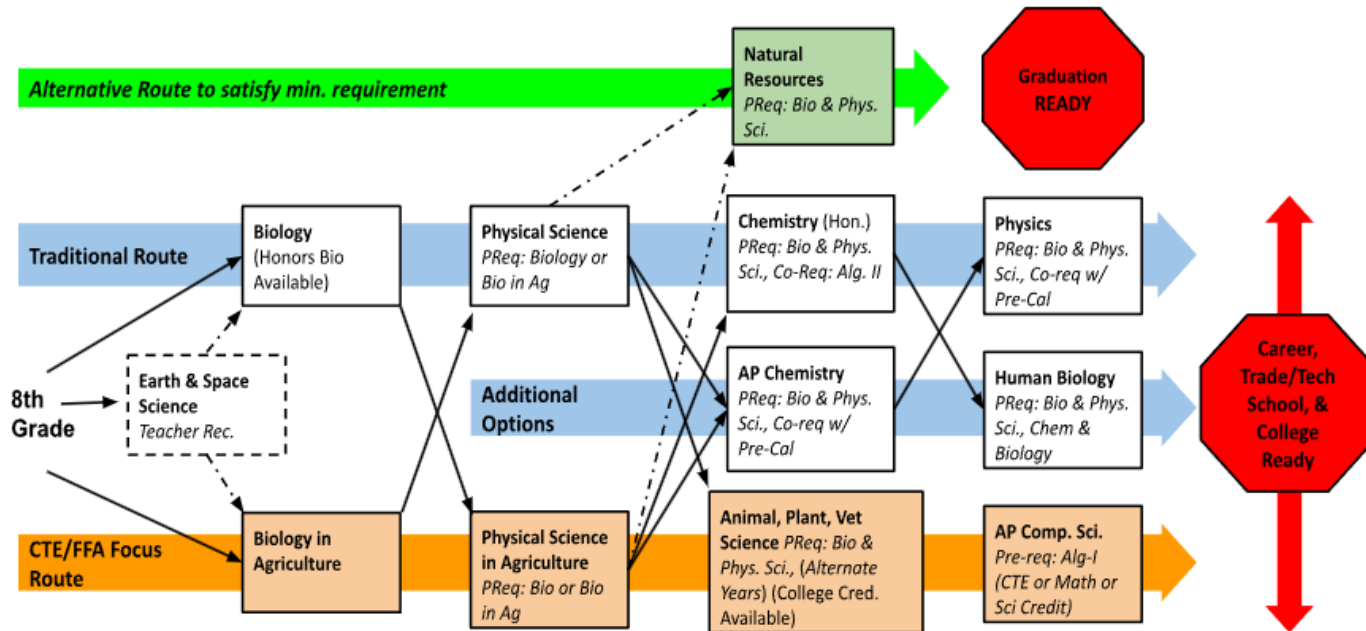 Alternative Route to satisfy min. requirement
Natural
Resources
PReq: Bio & Phys.
Sci.
Graduation
READY
Traditional Route
Biology
(Honors Bio
Available)
Physical Science
PReq: Biology or
Bio in Ag
Chemistry (Hon.)
PReq: Bio & Phys.
Sci., Co-Req: Alg. II
Physics
PReq: Bio & Phys.
Sci., Co-req w/
Pre-Cal
8th
Grade
Earth & Space
Science
Teacher Rec.
Additional
Options
AP Chemistry
PReq: Bio & Phys.
Sci., Co-req w/
Pre-Cal
Human Biology
PReq: Bio & Phys.
Sci., Chem &
Biology
Career,
Trade/Tech
School, &
College
Ready
CTE/FFA Focus
Route
Biology in
Agriculture
Physical Science
in Agriculture
PReq: Bio or Bio
in Ag
Animal, Plant, Vet
Science PReq: Bio &
Phys. Sci., (Alternate
Years) (College Cred.
Available)
AP Comp. Sci.
Pre-req: Alg-I
(CTE or Math or
Sci Credit)